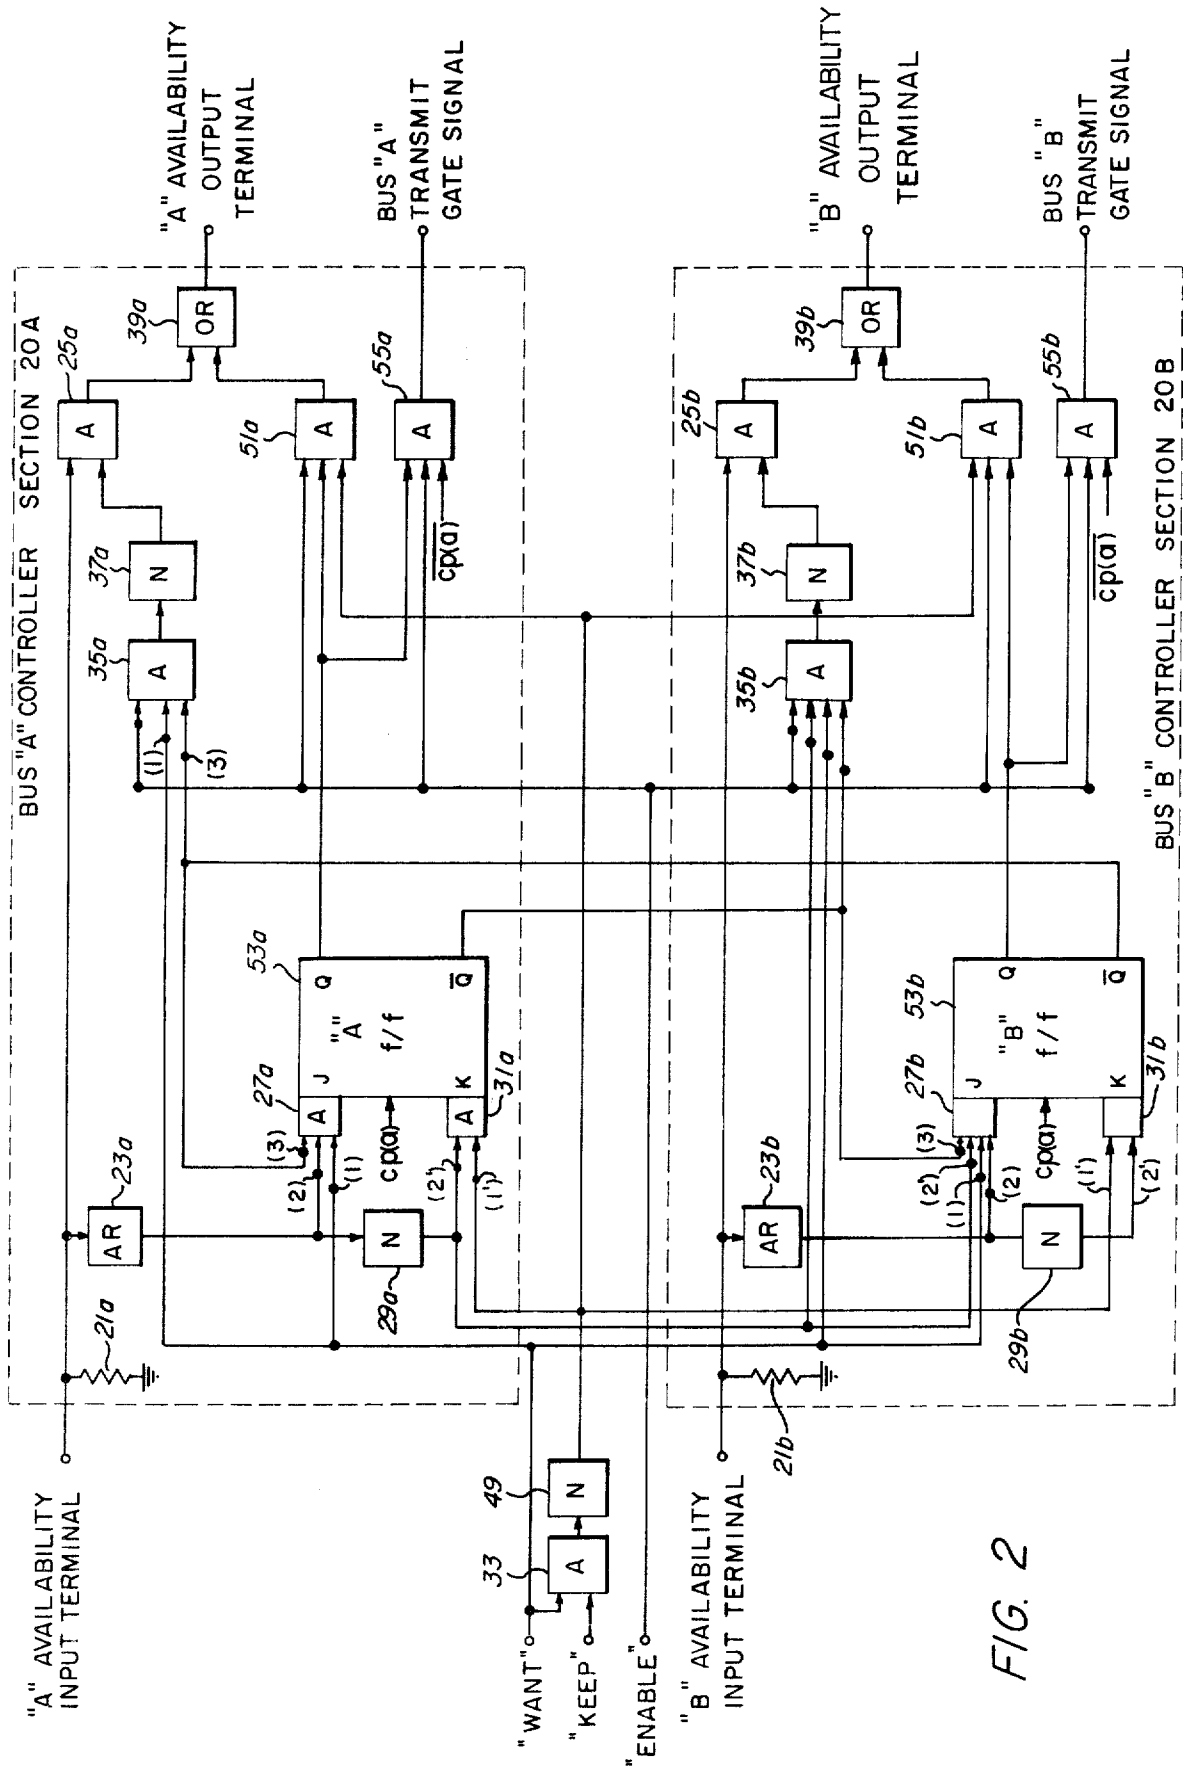 "A" AVAILABILITY
OUTPUT
TERMINAL
BUS "A"
TRANSMIT
GATE SIGNAL
"B" AVAILABILITY
OUTPUT
TERMINAL
BUS "B"
TRANSMIT
GATE SIGNAL
BUS "A" CONTROLLER SECTION 20A
25a
A
39a
OR
37a
N
35a
A
51a
A
55a
A
cp(a)
(1)
(3)
53a
Q
Q
"A"
f/f
J
K
27a
A
31a
A
cp(a)
(3)
(2)
(1)
(2')
(1')
23a
AR
29a
N
21a
"A" AVAILABILITY
INPUT TERMINAL
BUS "B" CONTROLLER SECTION 20B
25b
A
39b
OR
37b
N
35b
A
51b
A
55b
A
cp(a)
53b
Q
Q
"B"
f/f
J
K
27b
31b
cp(a)
(3)
(2')
(1)
(2)
(1')
(2')
23b
AR
29b
N
21b
49
N
33
A
"WANT"
"KEEP"
"ENABLE"
"B" AVAILABILITY
INPUT TERMINAL
FIG. 2